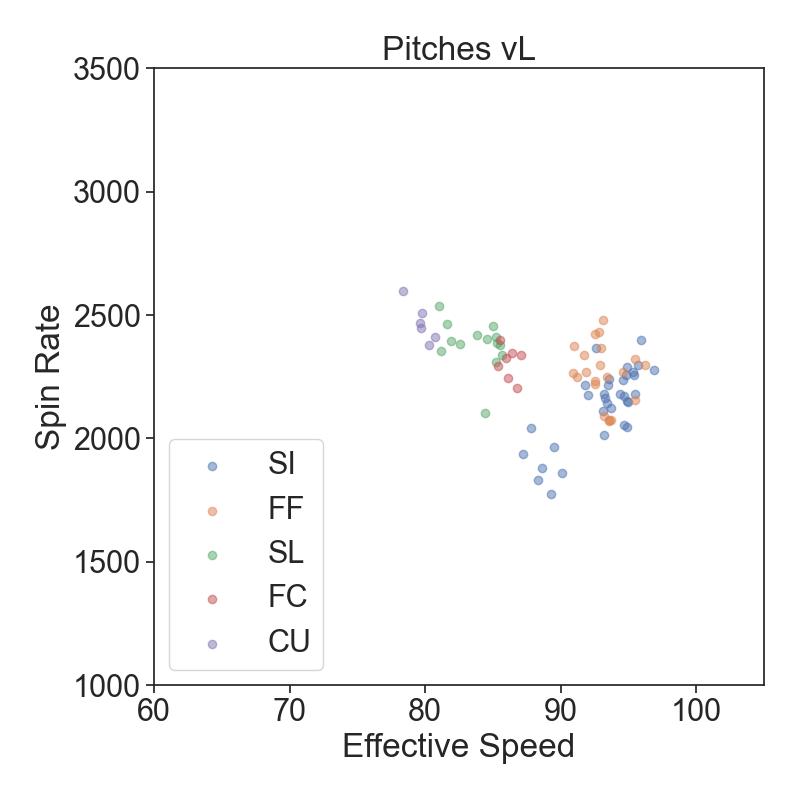 Pitches vL
3500
3000
2500
2000
1500
1000
Spin Rate
SI
FF
SL
FC
CU
60 70 80 90 100
Effective Speed